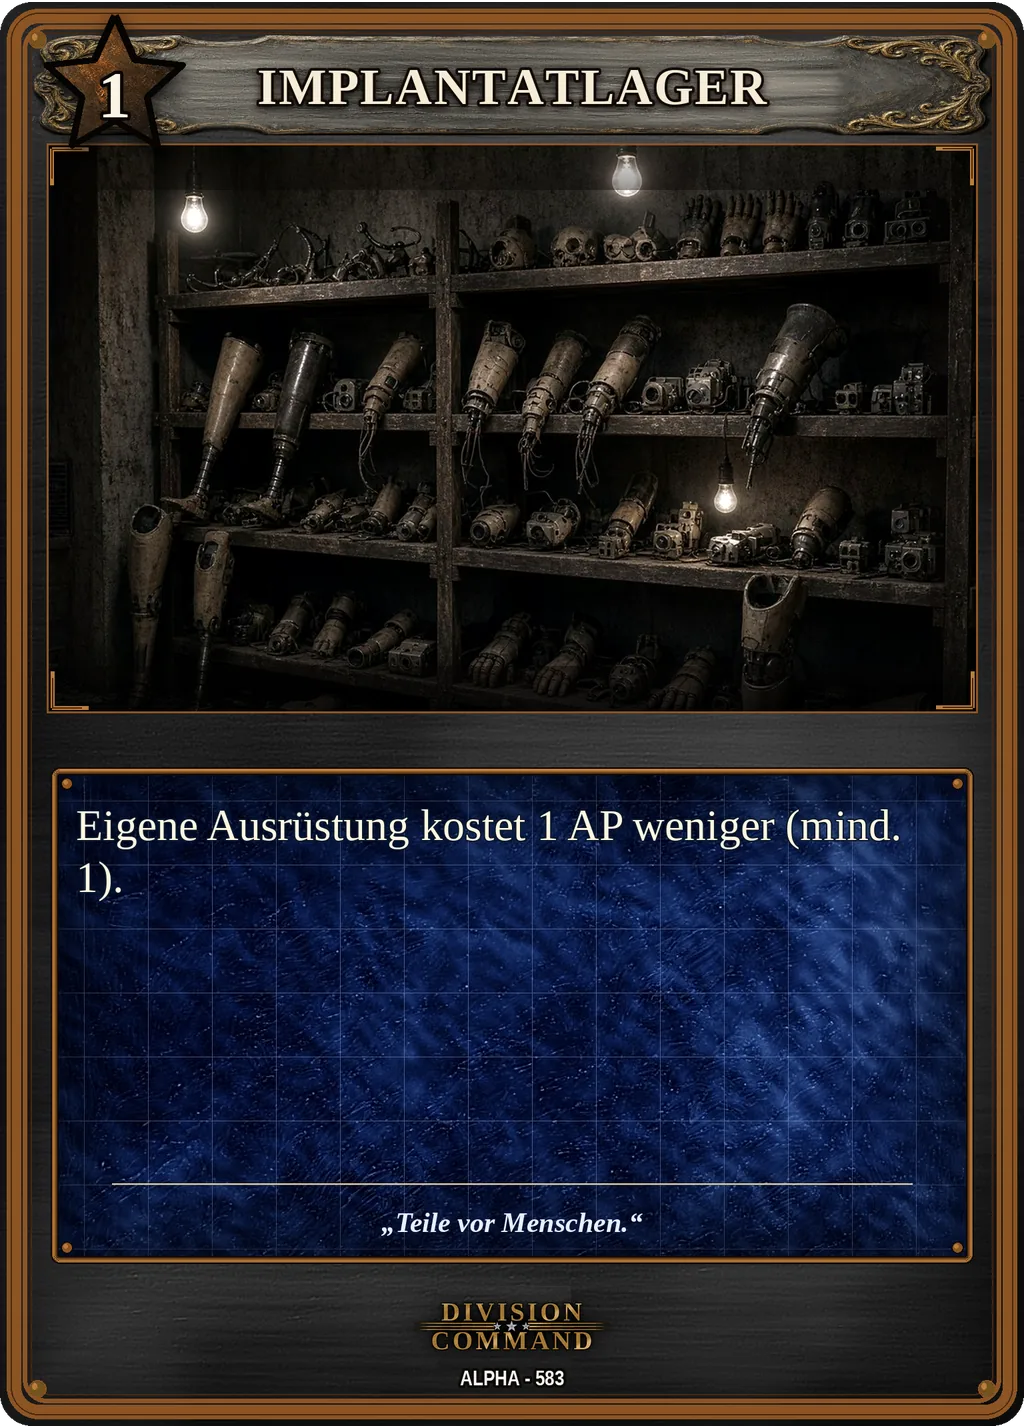 1
IMPLANTATLAGER
Eigene Ausrüstung kostet 1 AP weniger (mind.
1).
„Teile vor Menschen.“
DIVISION
COMMAND
ALPHA - 583